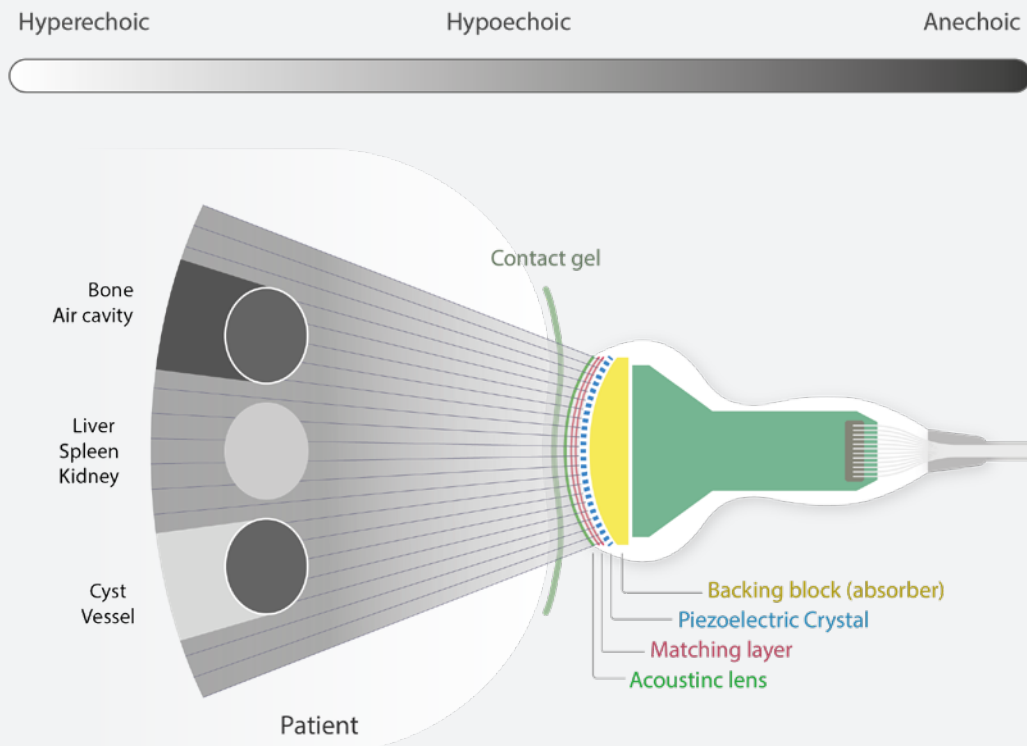 Hyperechoic
Hypoechoic
Anechoic
Contact gel
Bone
Air cavity
Liver
Spleen
Kidney
Cyst
Vessel
Backing block (absorber)
Piezoelectric Crystal
Matching layer
Acoustinc lens
Patient